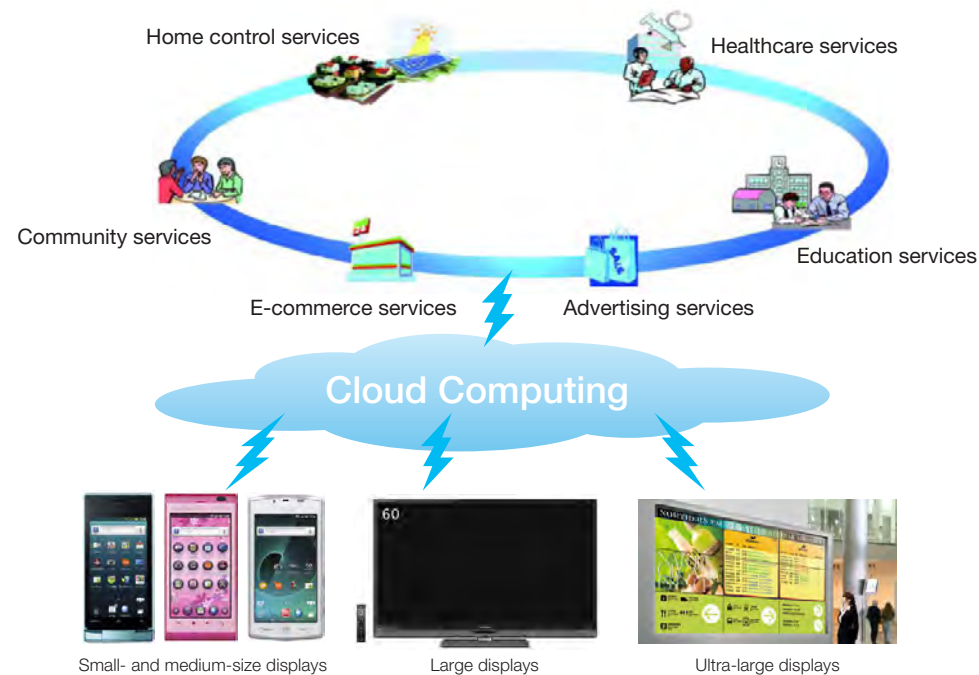 Home control services
Healthcare services
Community services
Education services
E-commerce services
Advertising services
Cloud Computing
60
Small- and medium-size displays
Large displays
Ultra-large displays